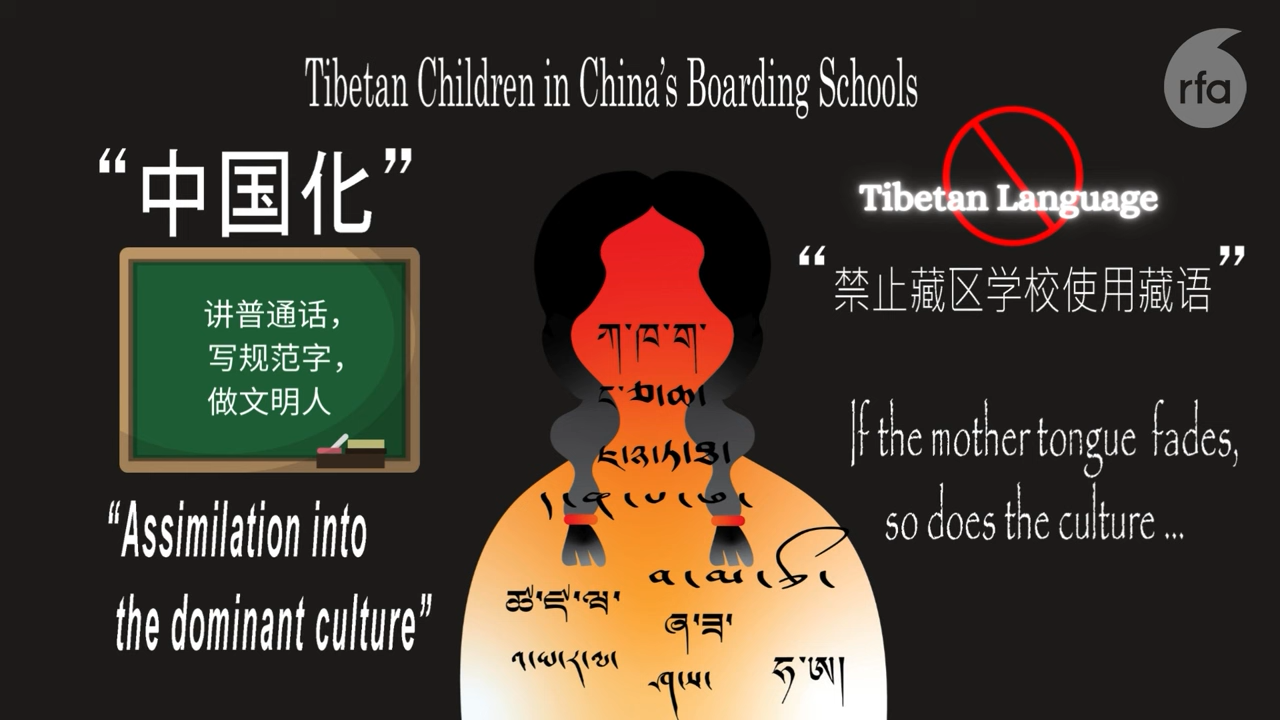 rfa
Tibetan Children in China's Boarding Schools
“中国化”
讲普通话，
写规范字，
做文明人
“Assimilation into
the dominant culture”
Tibetan Language
“禁止藏区学校使用藏语”
If the mother tongue fades,
so does the culture ...
ཀ་ཁ་ག་
ཚ་ཛ་ཝ་
ཞ་ཟ་
ཧ་ཨ།